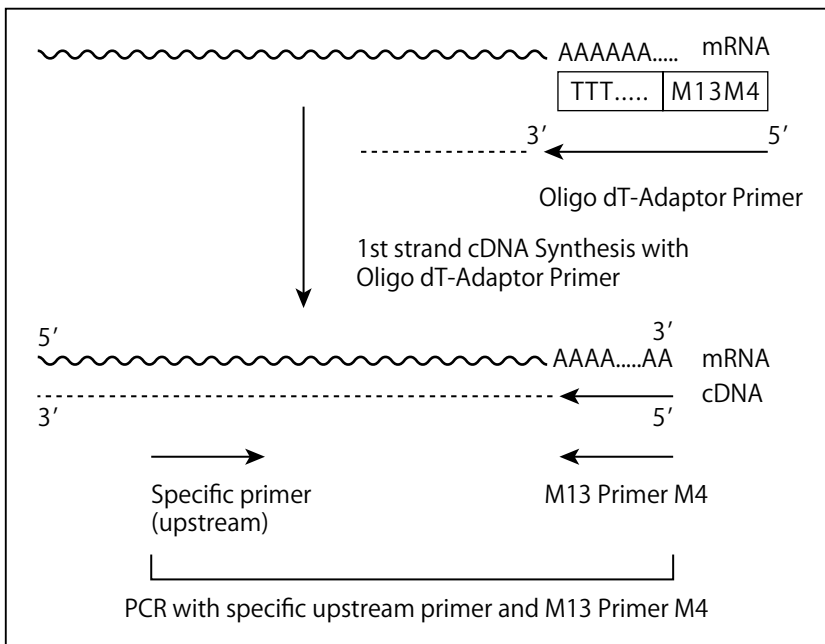 AAAAAA..... mRNA
TTT..... M13M4
3′ 5′
Oligo dT-Adaptor Primer
1st strand cDNA Synthesis with
Oligo dT-Adaptor Primer
5′ 3′
AAAA.....AA mRNA
cDNA
3′ 5′
Specific primer
(upstream)
M13 Primer M4
PCR with specific upstream primer and M13 Primer M4